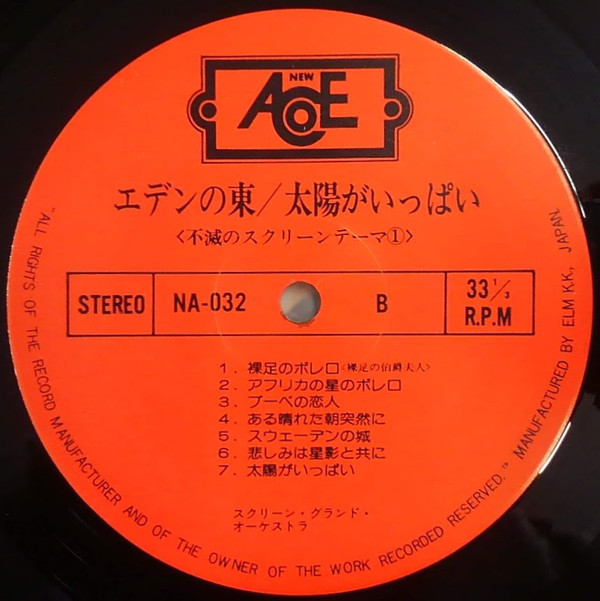 NEW
ACE
エデンの東/太陽がいっぱい
〈不滅のスクリーンテーマ①〉
STEREO NA-032 B 33 1/3 R.P.M
1. 裸足のボレロ〈裸足の伯爵夫人〉
2. アフリカの星のボレロ
3. ブーベの恋人
4. ある晴れた朝突然に
5. スウェーデンの城
6. 悲しみは星影と共に
7. 太陽がいっぱい
スクリーン・グランド・
オーケストラ
"ALL RIGHTS OF THE RECORD MANUFACTURER AND OF THE OWNER OF THE WORK RECORDED RESERVED." MANUFACTURED BY ELM K.K., JAPAN.